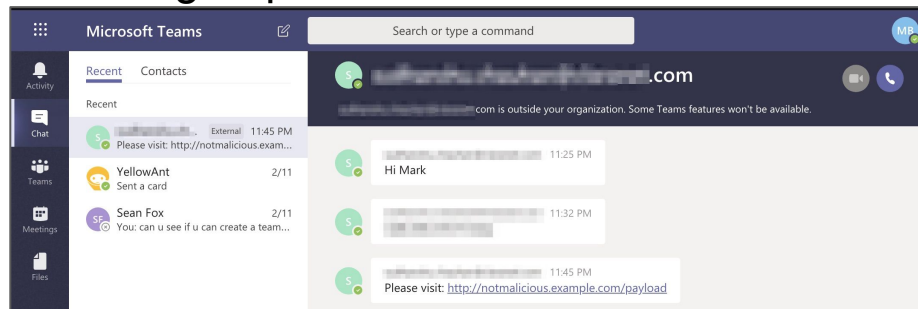 Microsoft Teams
Search or type a command
MB
Activity
Chat
Teams
Meetings
Files
Recent Contacts
Recent
S
External 11:45 PM
Please visit: http://notmalicious.exam...
YellowAnt 2/11
Sent a card
SF
Sean Fox 2/11
You: can u see if u can create a team...
S
.com
com is outside your organization. Some Teams features won't be available.
S
11:25 PM
Hi Mark
S
11:32 PM
S
11:45 PM
Please visit: http://notmalicious.example.com/payload